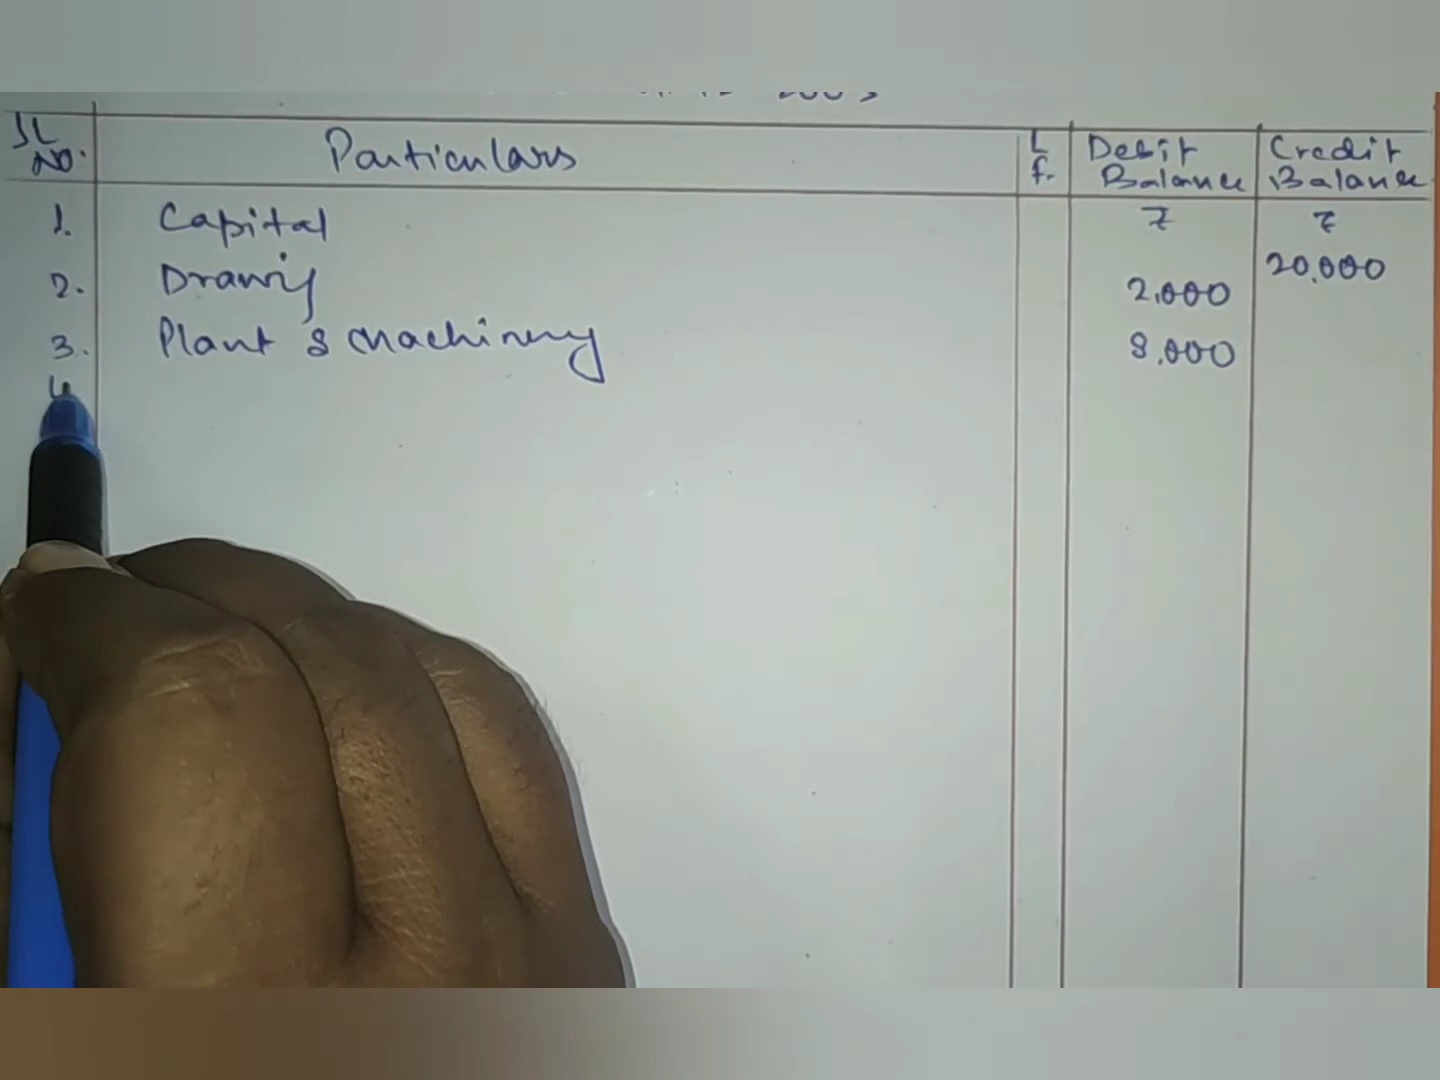 SL No. Particulars L f. Debit Balance Credit Balance
1. Capital ₹ ₹
20,000
2. Drawing 2,000
3. Plant & Machinery 8,000
4